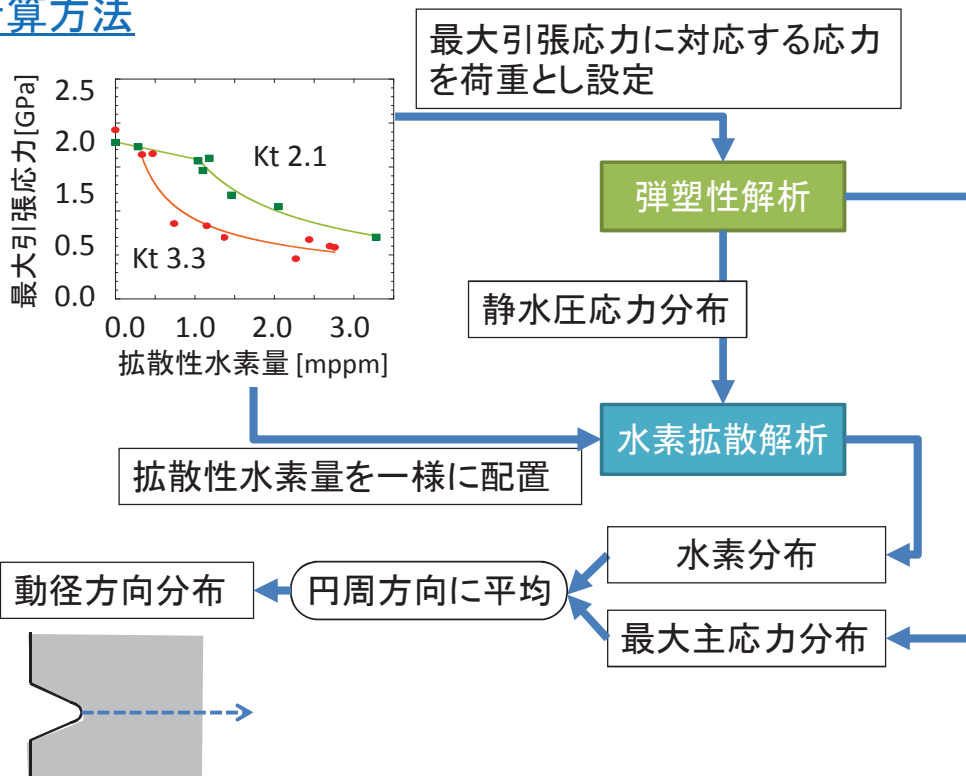 算方法
最大引張応力に対応する応力
を荷重とし設定
最大引張応力[GPa]
2.5
2.0
1.5
0.5
0.0
Kt 2.1
Kt 3.3
0.0 1.0 2.0 3.0
拡散性水素量 [mppm]
弾塑性解析
静水圧応力分布
水素拡散解析
拡散性水素量を一様に配置
水素分布
動径方向分布
円周方向に平均
最大主応力分布